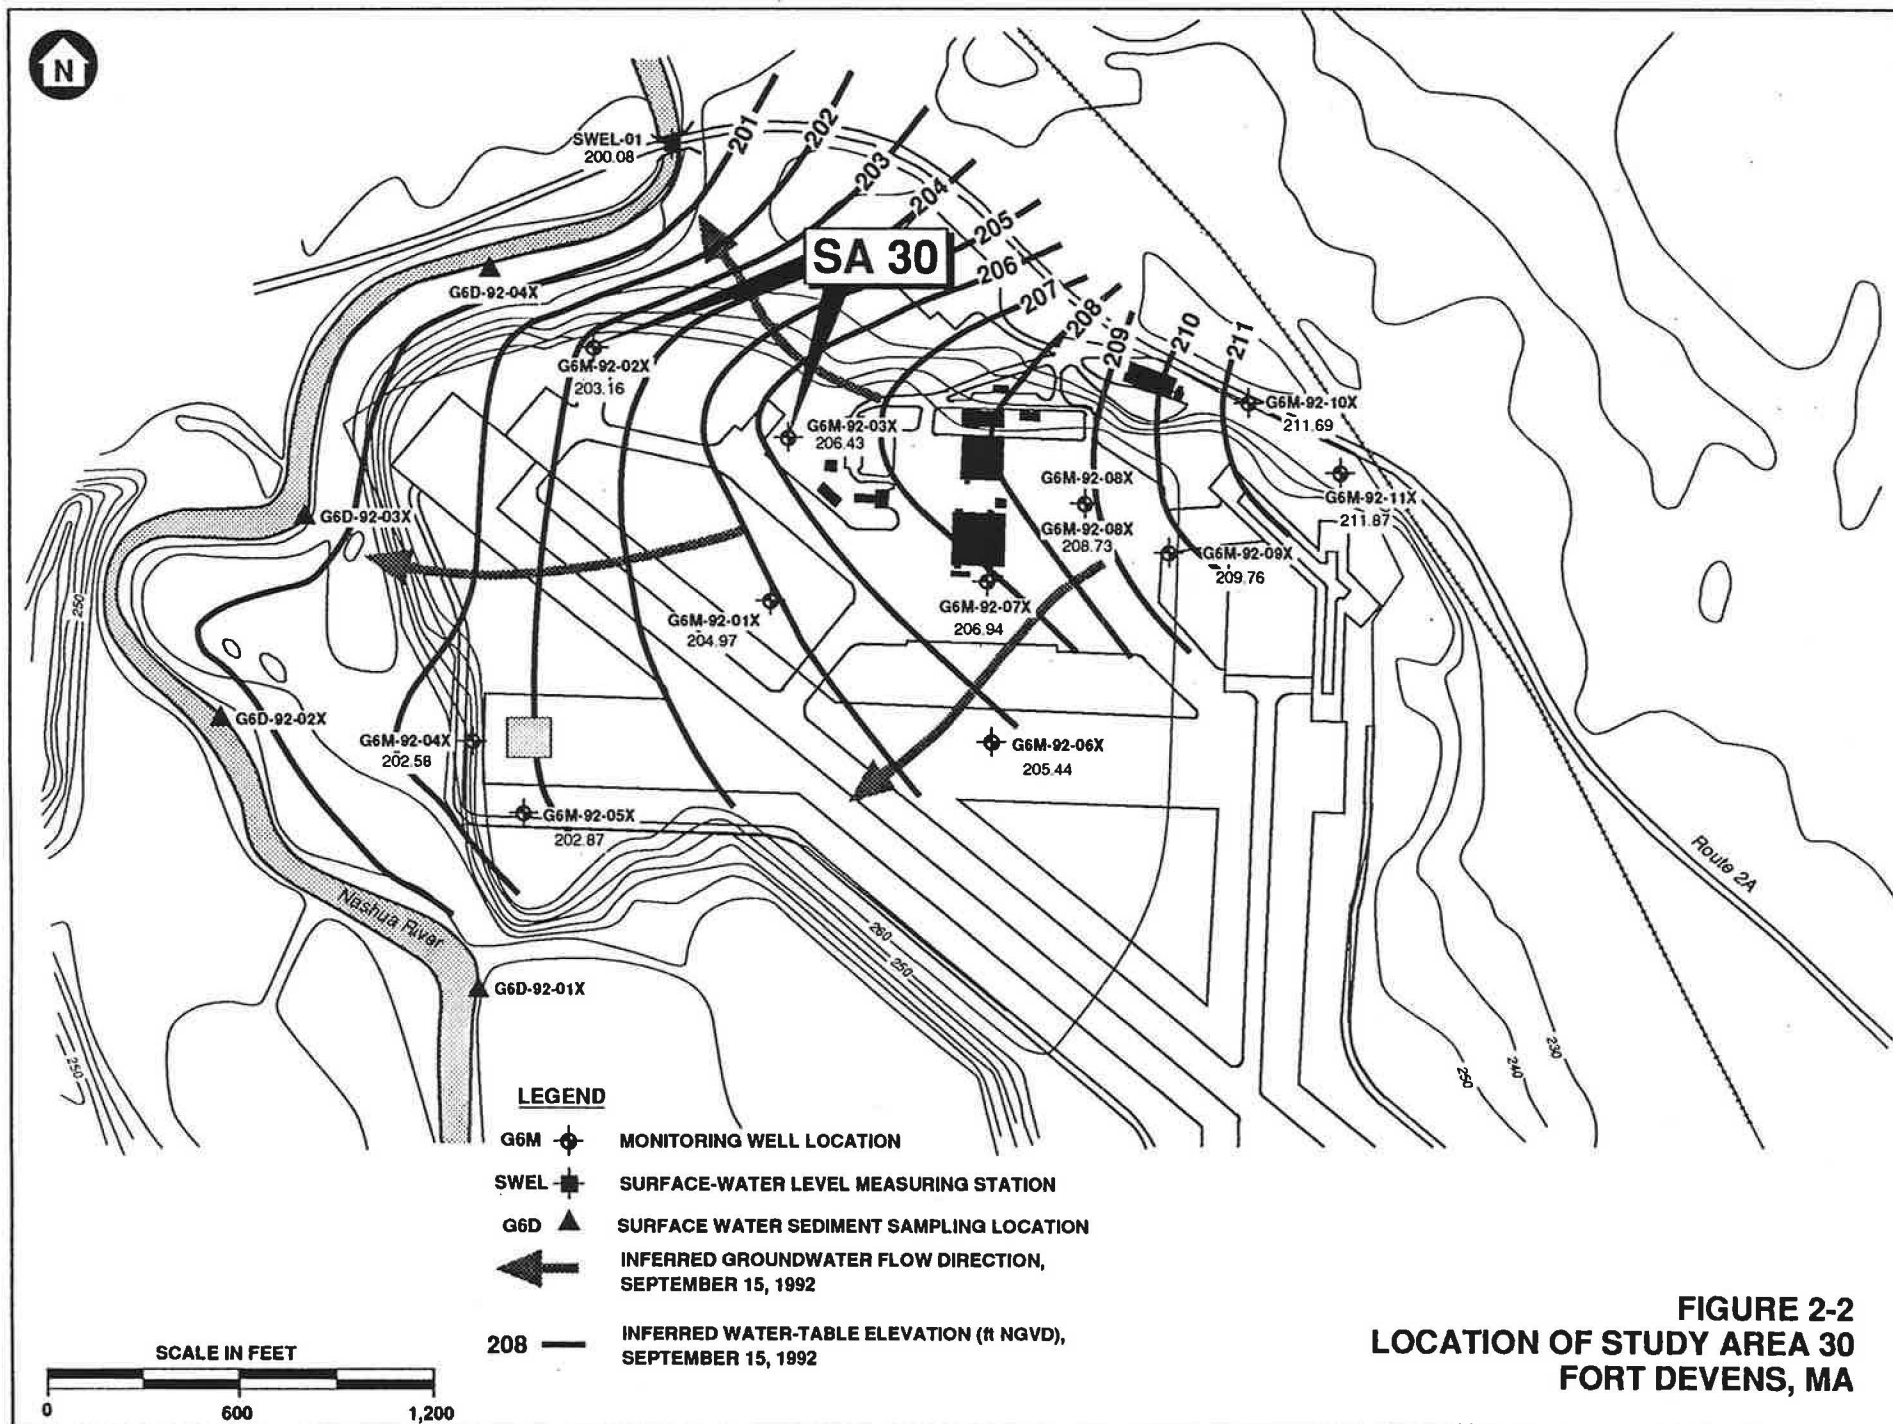 N
SWEL-01
200.08
201
202
203
204
205
206
207
208
209
210
211
SA 30
G6D-92-04X
G6M-92-02X
203.16
G6M-92-03X
206.43
G6M-92-10X
211.69
G6M-92-11X
211.87
G6M-92-08X
G6M-92-08X
208.73
G6M-92-09X
209.76
G6D-92-03X
250
G6M-92-01X
204.97
G6M-92-07X
206.94
G6D-92-02X
G6M-92-04X
202.58
G6M-92-06X
205.44
G6M-92-05X
202.87
Route 2A
Nashua River
260
250
G6D-92-01X
250
250
240
230
LEGEND
G6M MONITORING WELL LOCATION
SWEL SURFACE-WATER LEVEL MEASURING STATION
G6D SURFACE WATER SEDIMENT SAMPLING LOCATION
INFERRED GROUNDWATER FLOW DIRECTION,
SEPTEMBER 15, 1992
208 INFERRED WATER-TABLE ELEVATION (ft NGVD),
SEPTEMBER 15, 1992
SCALE IN FEET
0 600 1,200
FIGURE 2-2
LOCATION OF STUDY AREA 30
FORT DEVENS, MA